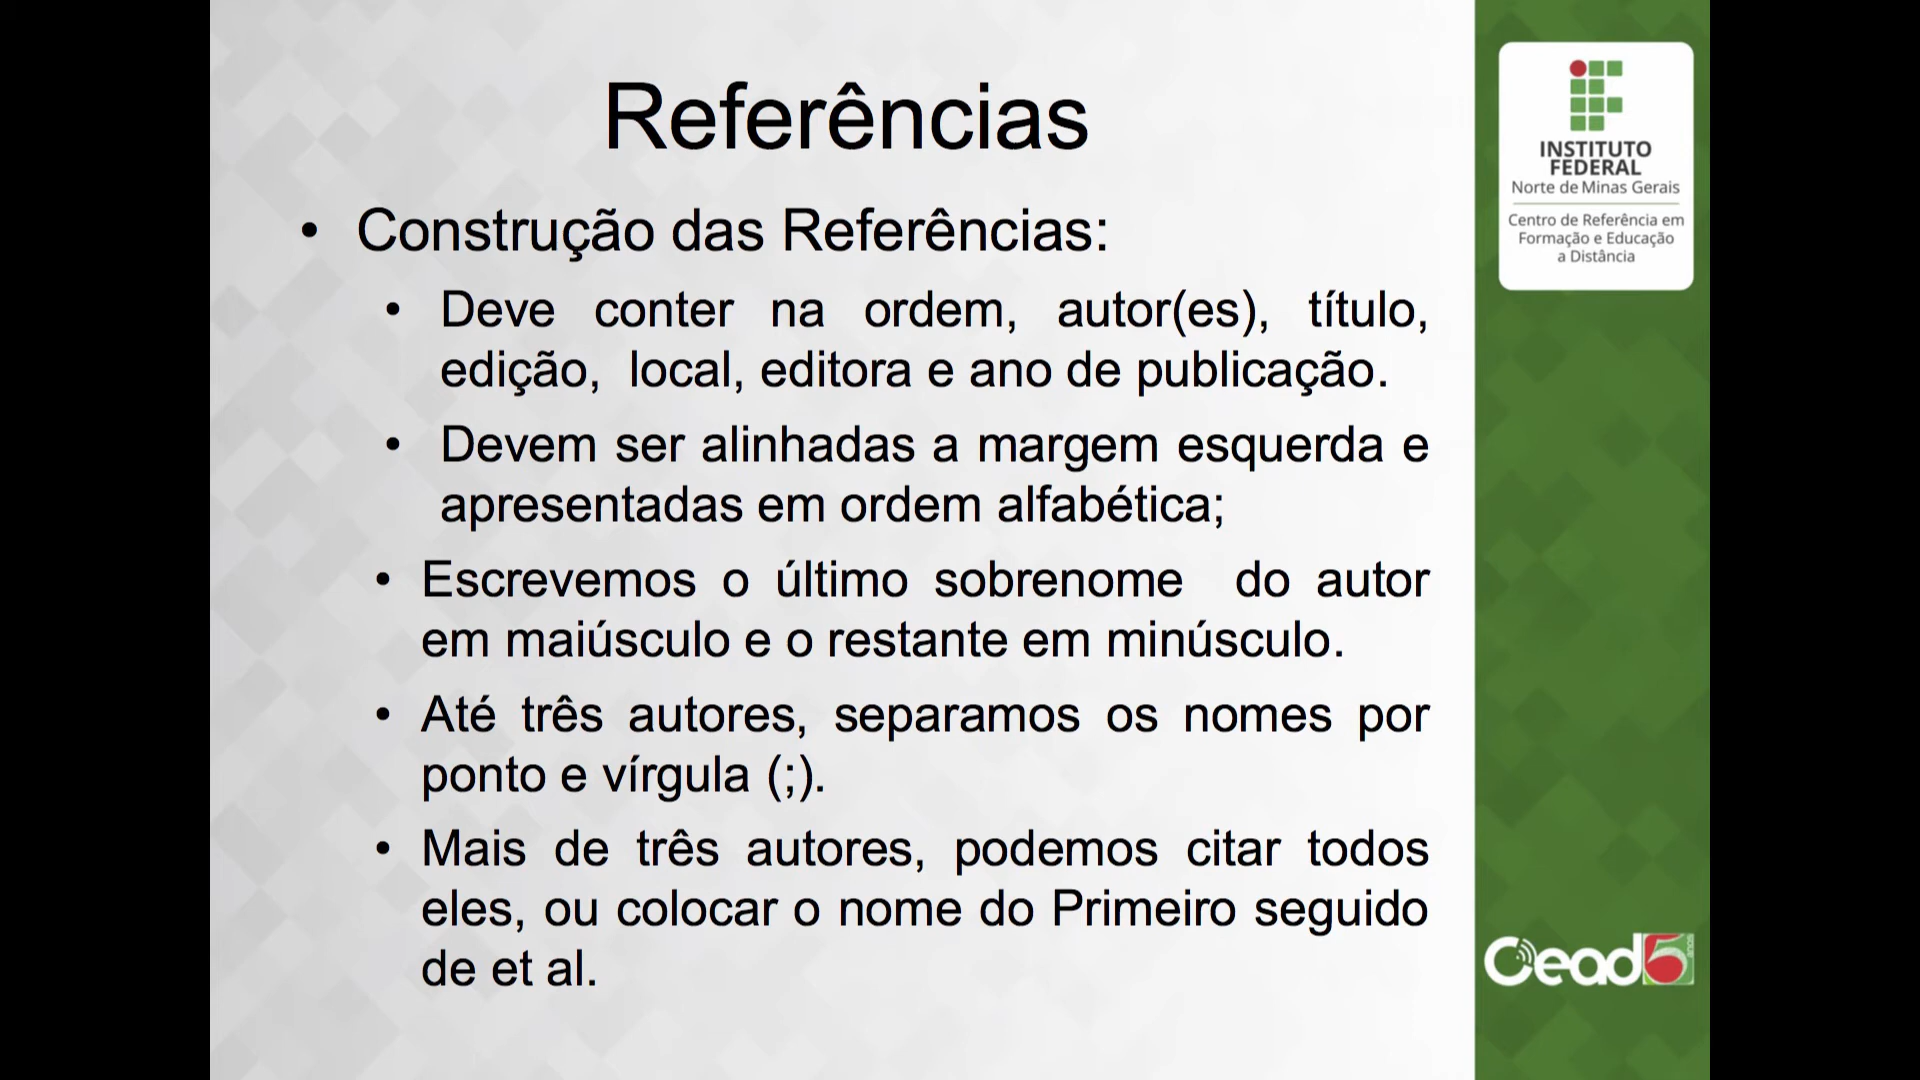 Referências
• Construção das Referências:
• Deve conter na ordem, autor(es), título,
edição, local, editora e ano de publicação.
• Devem ser alinhadas a margem esquerda e
apresentadas em ordem alfabética;
• Escrevemos o último sobrenome do autor
em maiúsculo e o restante em minúsculo.
• Até três autores, separamos os nomes por
ponto e vírgula (;).
• Mais de três autores, podemos citar todos
eles, ou colocar o nome do Primeiro seguido
de et al.
INSTITUTO
FEDERAL
Norte de Minas Gerais
Centro de Referência em
Formação e Educação
a Distância
Cead 5 anos